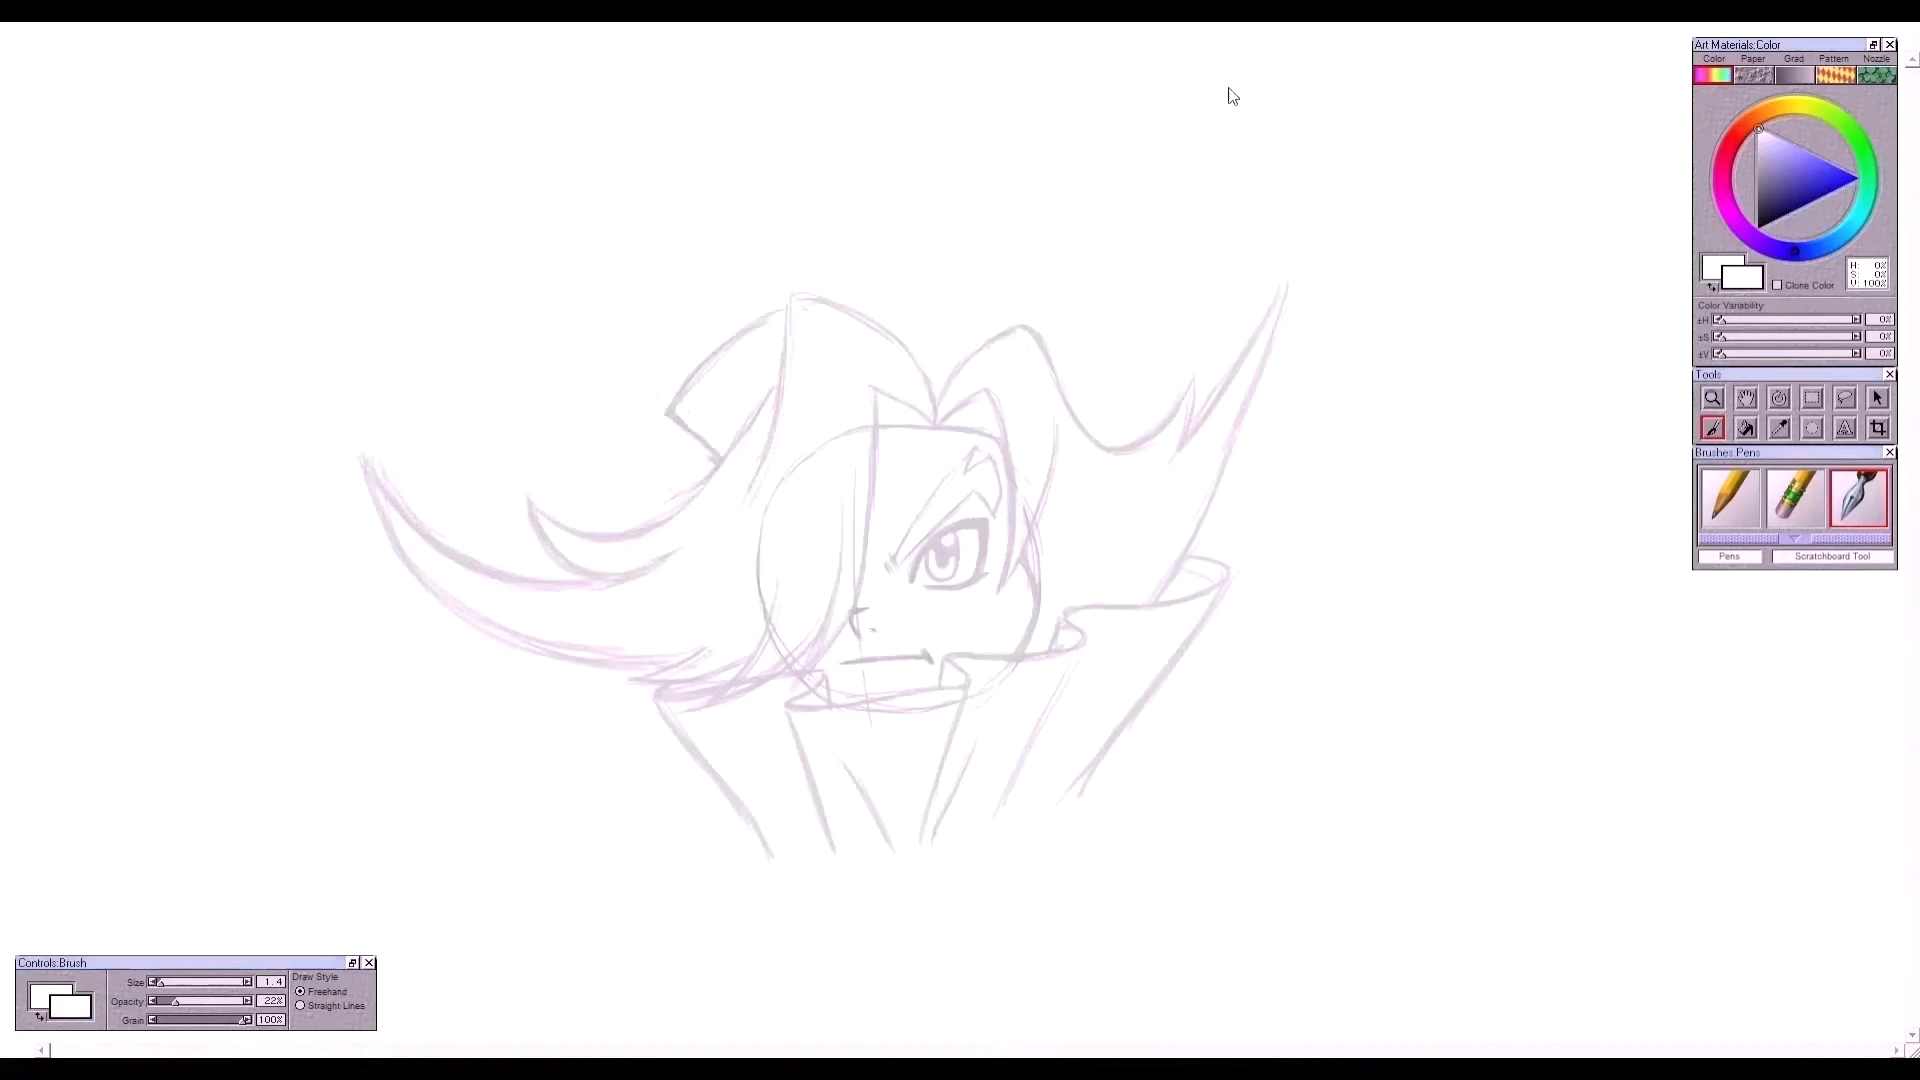 Art Materials:Color
Color Paper Grad Pattern Nozzle
H: 0%
S: 0%
V: 100%
Clone Color
Color Variability
±H 0%
±S 0%
±V 0%
Tools
Brushes:Pens
Pens Scratchboard Tool
Controls:Brush
Size 1.4
Opacity 22%
Grain 100%
Draw Style
Freehand
Straight Lines